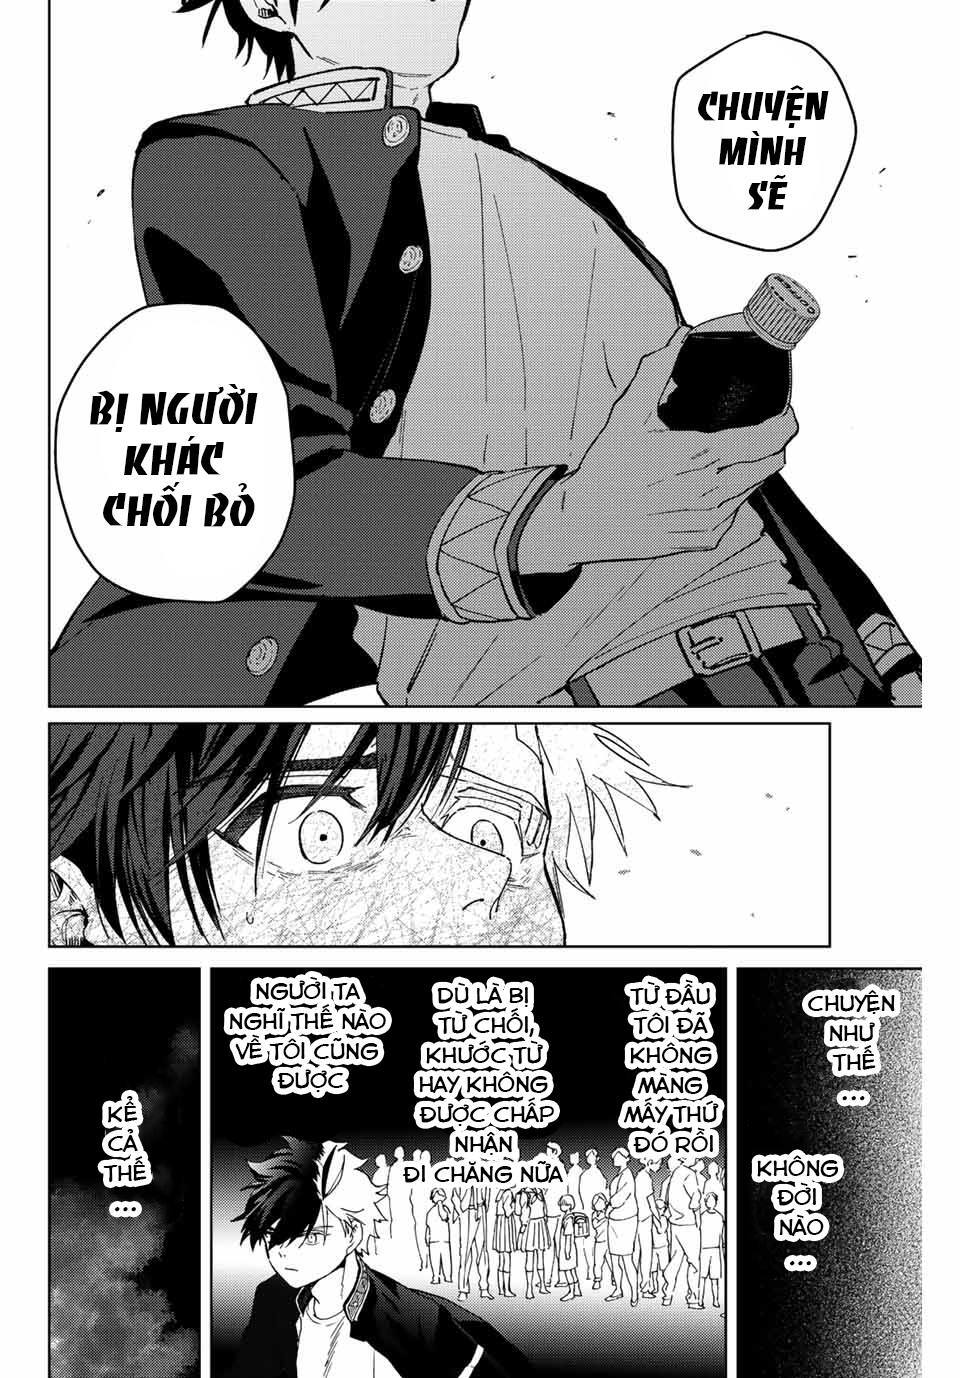 CHUYỆN
MÌNH
SẼ
COFFEE
BỊ NGƯỜI
KHÁC
CHỐI BỎ
CHUYỆN
NHƯ
THẾ
...
KHÔNG
ĐỜI
NÀO
...
TỪ ĐẦU
TÔI ĐÃ
KHÔNG
MÀNG
MẤY THỨ
ĐÓ RỒI
DÙ LÀ BỊ
TỪ CHỐI,
KHƯỚC TỪ
HAY KHÔNG
ĐƯỢC CHẤP
NHẬN
ĐI CHĂNG NỮA
NGƯỜI TA
NGHĨ THẾ NÀO
VỀ TÔI CŨNG
ĐƯỢC
KỂ
CẢ
THẾ
...